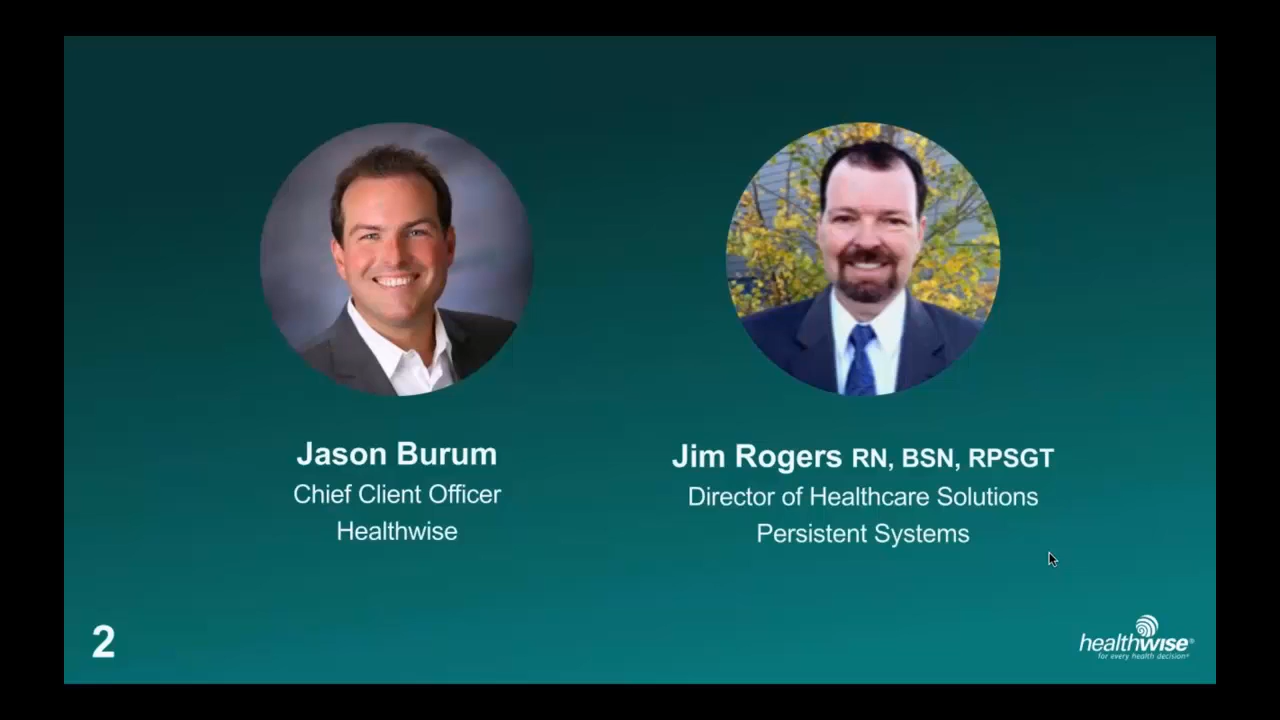 Jason Burum
Chief Client Officer
Healthwise
Jim Rogers RN, BSN, RPSGT
Director of Healthcare Solutions
Persistent Systems
2
healthwise®
for every health decision®